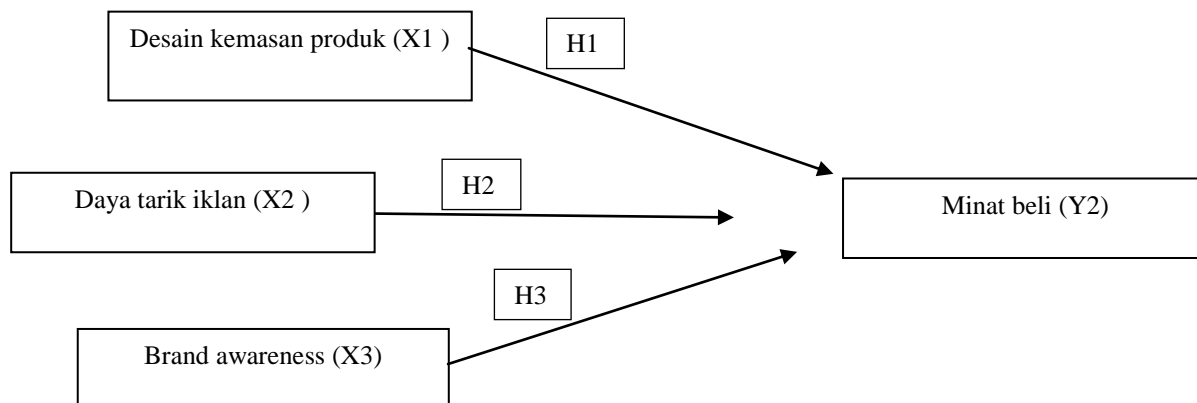 Desain kemasan produk (X1 )
H1
Daya tarik iklan (X2 )
H2
Minat beli (Y2)
H3
Brand awareness (X3)